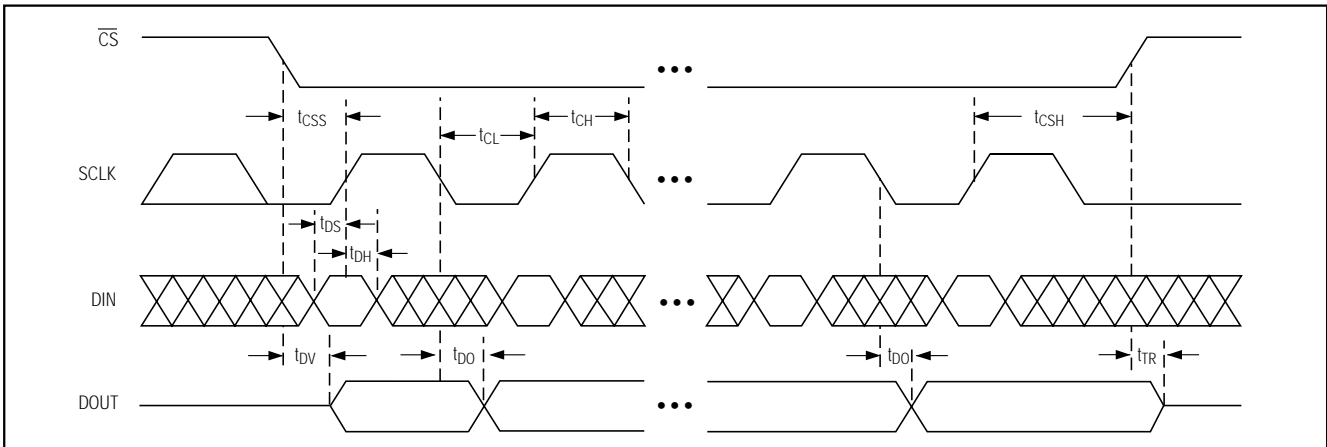 CS
tCSS
tCL
tCH
•••
tCSH
SCLK
•••
tDS
tDH
DIN
•••
tDV
tDO
tDO
tTR
DOUT
•••